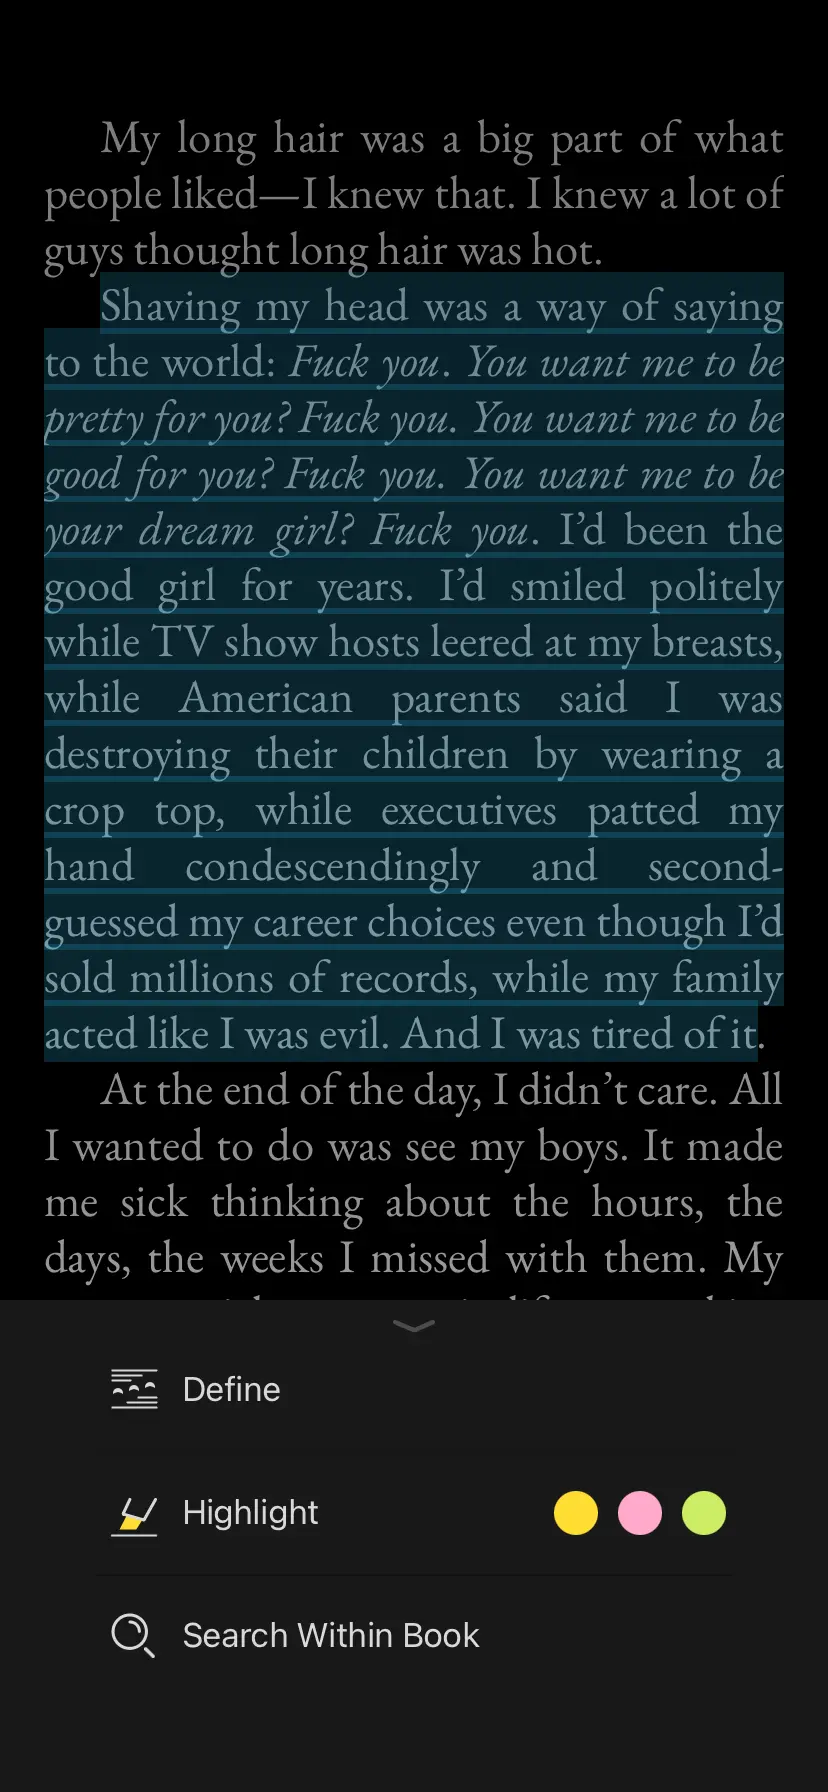 My long hair was a big part of what
people liked—I knew that. I knew a lot of
guys thought long hair was hot.
Shaving my head was a way of saying
to the world: Fuck you. You want me to be
pretty for you? Fuck you. You want me to be
good for you? Fuck you. You want me to be
your dream girl? Fuck you. I’d been the
good girl for years. I’d smiled politely
while TV show hosts leered at my breasts,
while American parents said I was
destroying their children by wearing a
crop top, while executives patted my
hand condescendingly and second-
guessed my career choices even though I’d
sold millions of records, while my family
acted like I was evil. And I was tired of it.
At the end of the day, I didn’t care. All
I wanted to do was see my boys. It made
me sick thinking about the hours, the
days, the weeks I missed with them. My
Define
Highlight
Search Within Book